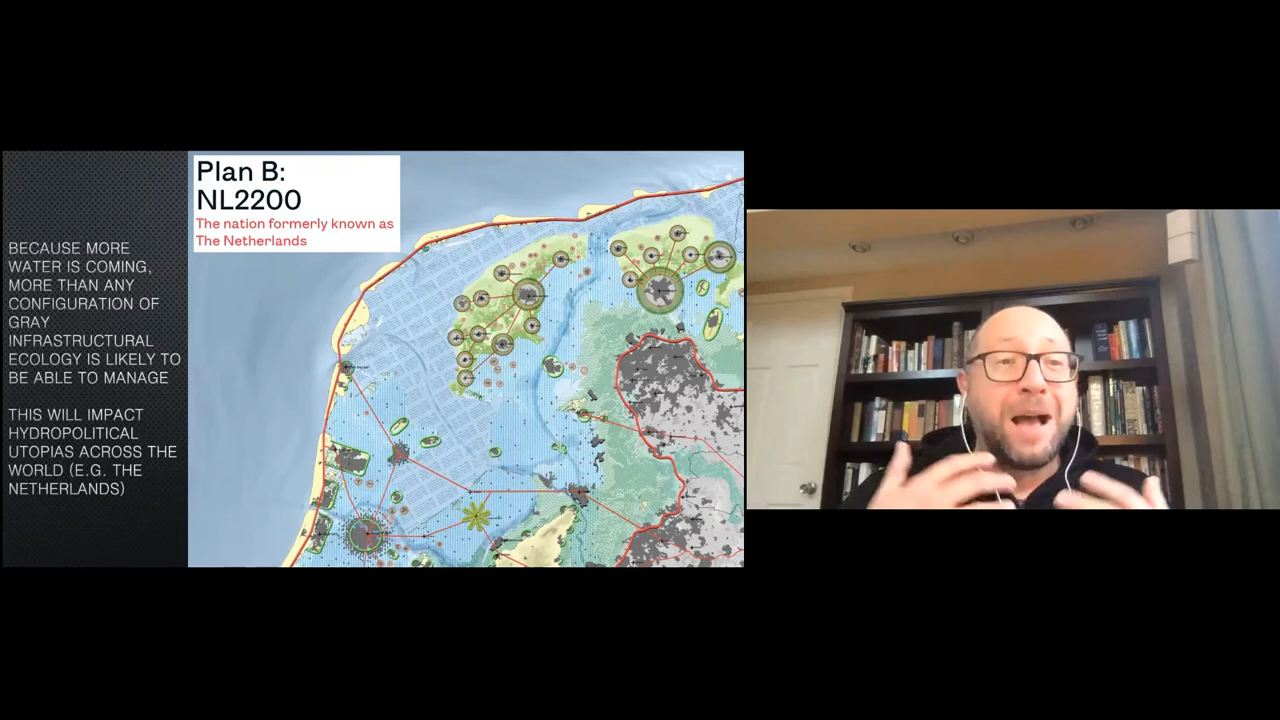 BECAUSE MORE
WATER IS COMING,
MORE THAN ANY
CONFIGURATION OF
GRAY
INFRASTRUCTURAL
ECOLOGY IS LIKELY TO
BE ABLE TO MANAGE
THIS WILL IMPACT
HYDROPOLITICAL
UTOPIAS ACROSS THE
WORLD (E.G. THE
NETHERLANDS)
Plan B:
NL2200
The nation formerly known as
The Netherlands